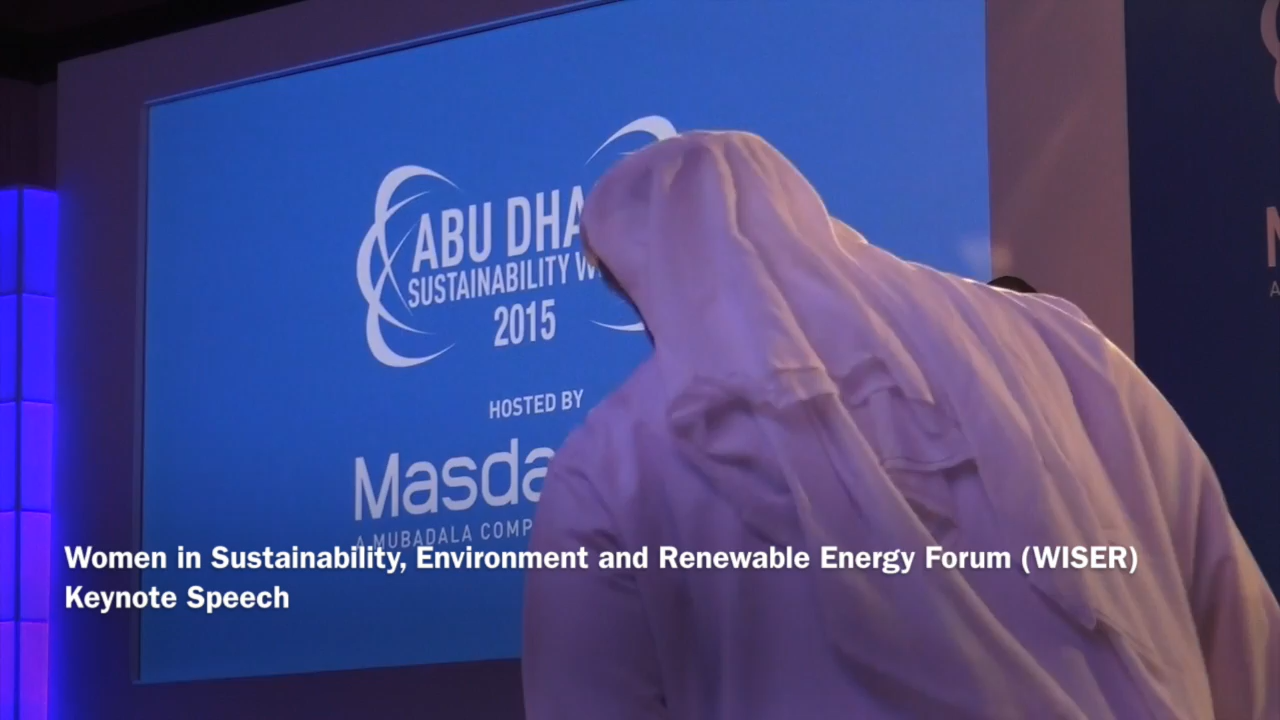 ABU DHA
SUSTAINABILITY W
2015
HOSTED BY
Masda
A MUBADALA COMP
Women in Sustainability, Environment and Renewable Energy Forum (WISER)
Keynote Speech